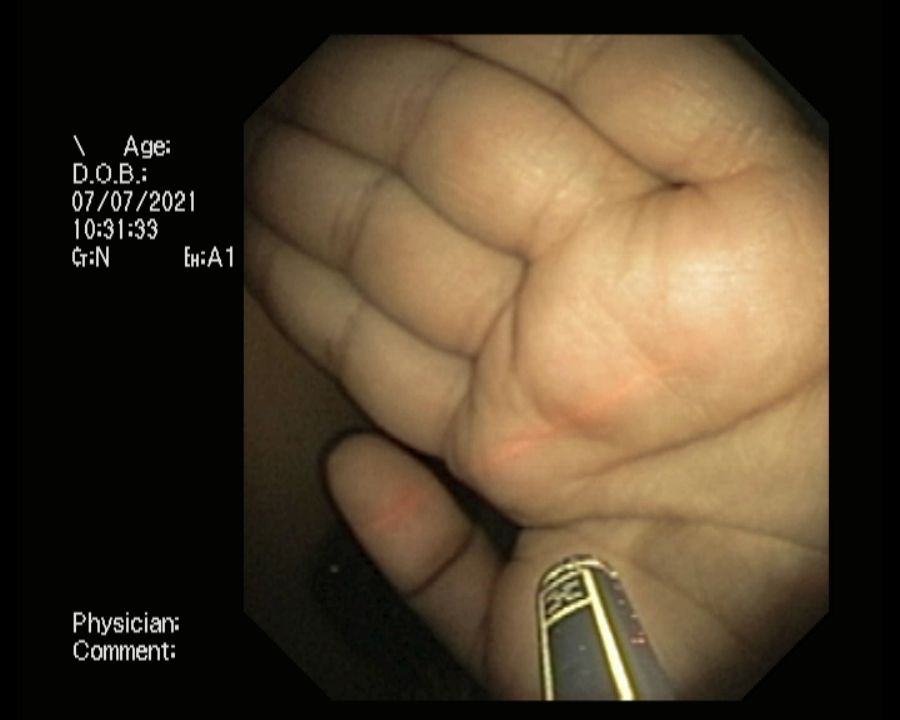 \ Age:
D.O.B.:
07/07/2021
10:31:33
Cr:N Eh:A1
Physician:
Comment: